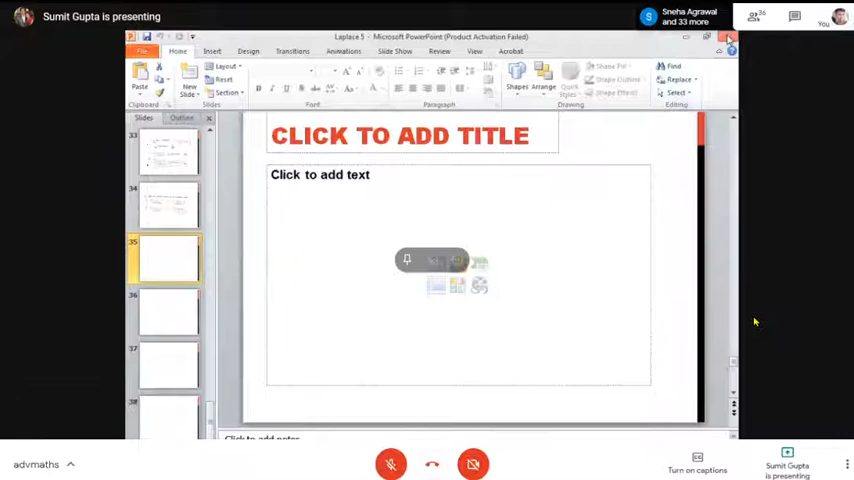 Sumit Gupta is presenting
Sneha Agrawal
and 33 more
36
You
Laplace 5 - Microsoft PowerPoint (Product Activation Failed)
File Home Insert Design Transitions Animations Slide Show Review View Acrobat
Paste
New
Slide
Layout
Reset
Section
Shapes
Arrange
Quick
Styles
Shape Fill
Shape Outline
Shape Effects
Find
Replace
Select
Clipboard Slides Font Paragraph Drawing Editing
Slides Outline
33
34
35
36
37
38
CLICK TO ADD TITLE
Click to add text
Click to add notes
advmaths
Turn on captions
Sumit Gupta
is presenting